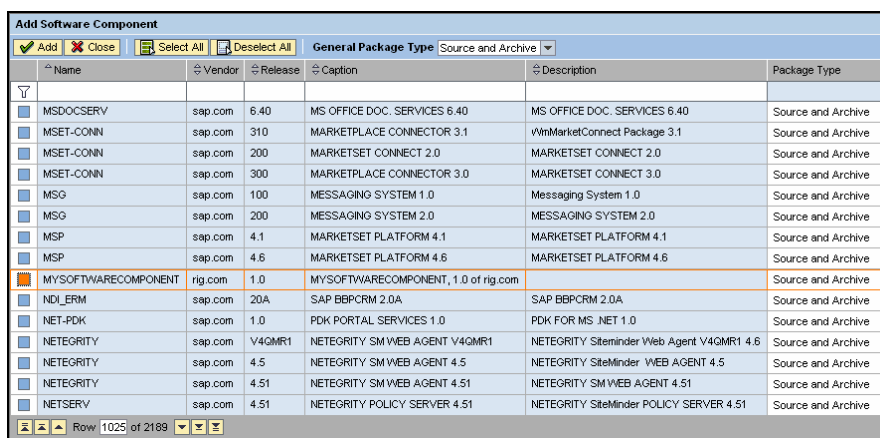 Add Software Component
Add Close Select All Deselect All General Package Type Source and Archive
Name Vendor Release Caption Description Package Type
MSDOCSERV sap.com 6.40 MS OFFICE DOC. SERVICES 6.40 MS OFFICE DOC. SERVICES 6.40 Source and Archive
MSET-CONN sap.com 310 MARKETPLACE CONNECTOR 3.1 WmMarketConnect Package 3.1 Source and Archive
MSET-CONN sap.com 200 MARKETSET CONNECT 2.0 MARKETSET CONNECT 2.0 Source and Archive
MSET-CONN sap.com 300 MARKETPLACE CONNECTOR 3.0 MARKETSET CONNECT 3.0 Source and Archive
MSG sap.com 100 MESSAGING SYSTEM 1.0 Messaging System 1.0 Source and Archive
MSG sap.com 200 MESSAGING SYSTEM 2.0 MESSAGING SYSTEM 2.0 Source and Archive
MSP sap.com 4.1 MARKETSET PLATFORM 4.1 MARKETSET PLATFORM 4.1 Source and Archive
MSP sap.com 4.6 MARKETSET PLATFORM 4.6 MARKETSET PLATFORM 4.6 Source and Archive
MYSOFTWARECOMPONENT rig.com 1.0 MYSOFTWARECOMPONENT, 1.0 of rig.com Source and Archive
NDI_ERM sap.com 20A SAP BBPCRM 2.0A SAP BBPCRM 2.0A Source and Archive
NET-PDK sap.com 1.0 PDK PORTAL SERVICES 1.0 PDK FOR MS .NET 1.0 Source and Archive
NETEGRITY sap.com V4QMR1 NETEGRITY SM WEB AGENT V4QMR1 NETEGRITY Siteminder Web Agent V4QMR1 4.6 Source and Archive
NETEGRITY sap.com 4.5 NETEGRITY SM WEB AGENT 4.5 NETEGRITY SiteMinder WEB AGENT 4.5 Source and Archive
NETEGRITY sap.com 4.51 NETEGRITY SM WEB AGENT 4.51 NETEGRITY SM WEB AGENT 4.51 Source and Archive
NETSERV sap.com 4.51 NETEGRITY POLICY SERVER 4.51 NETEGRITY SiteMinder POLICY SERVER 4.51 Source and Archive
Row 1025 of 2189